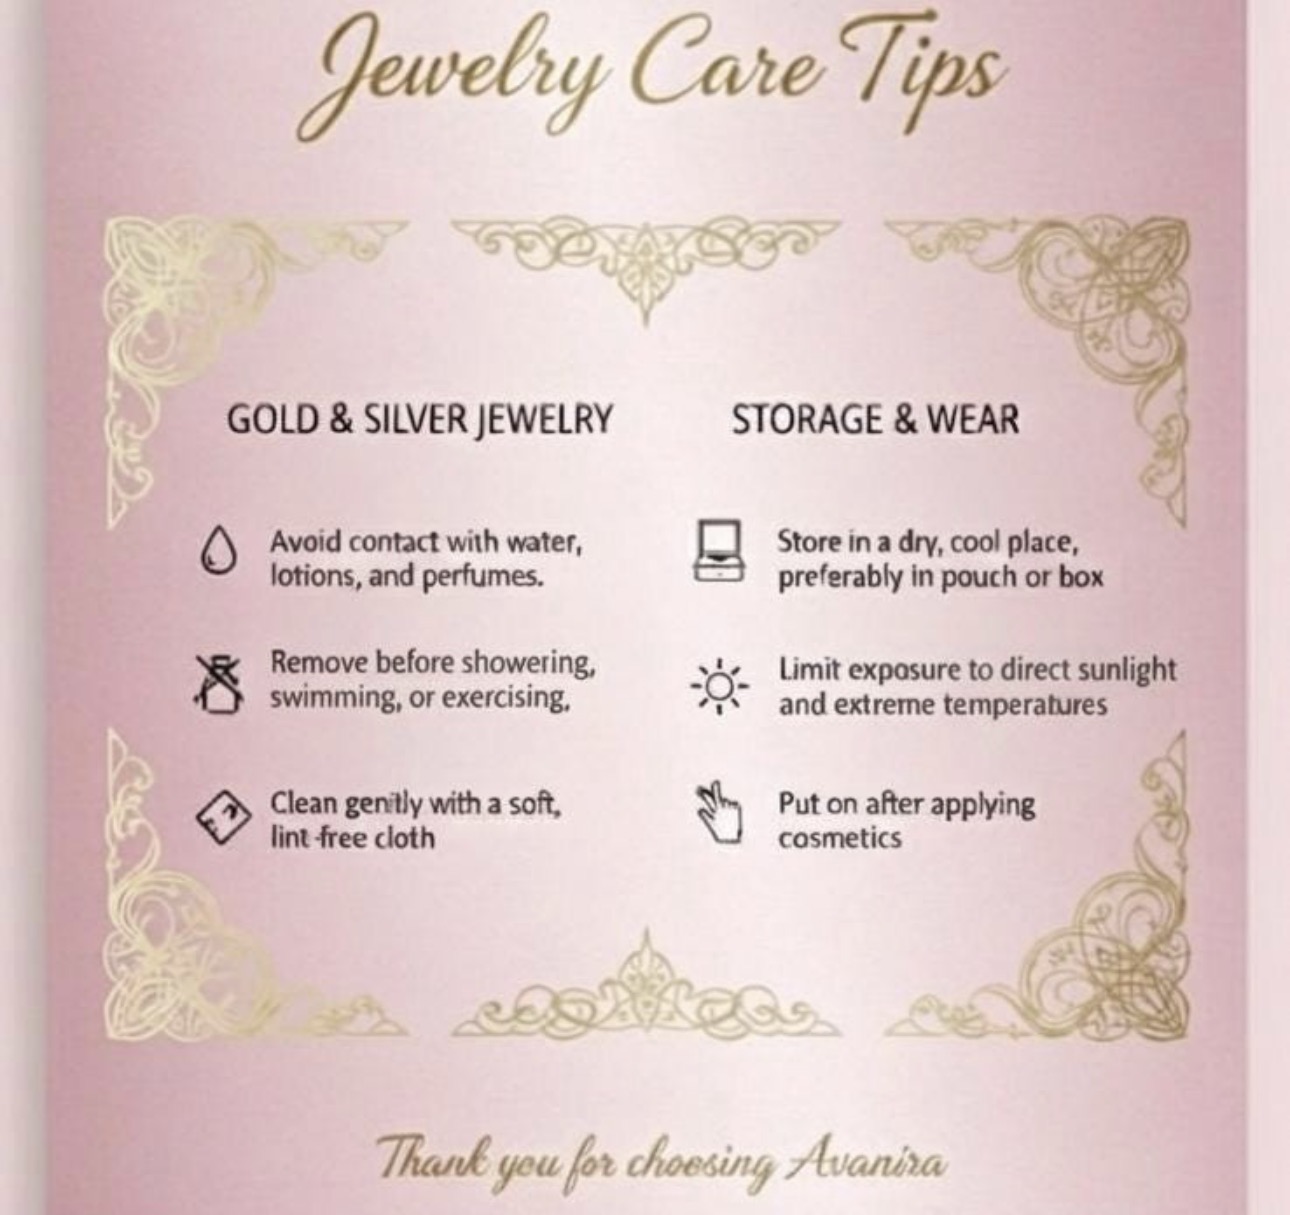 Jewelry Care Tips
GOLD & SILVER JEWELRY
Avoid contact with water,
lotions, and perfumes.
Remove before showering,
swimming, or exercising,
Clean genitly with a soft,
lint-free cloth
STORAGE & WEAR
Store in a dry, cool place,
preferably in pouch or box
Limit exposure to direct sunlight
and extreme temperatures
Put on after applying
cosmetics
Thank you for choesing Avanira